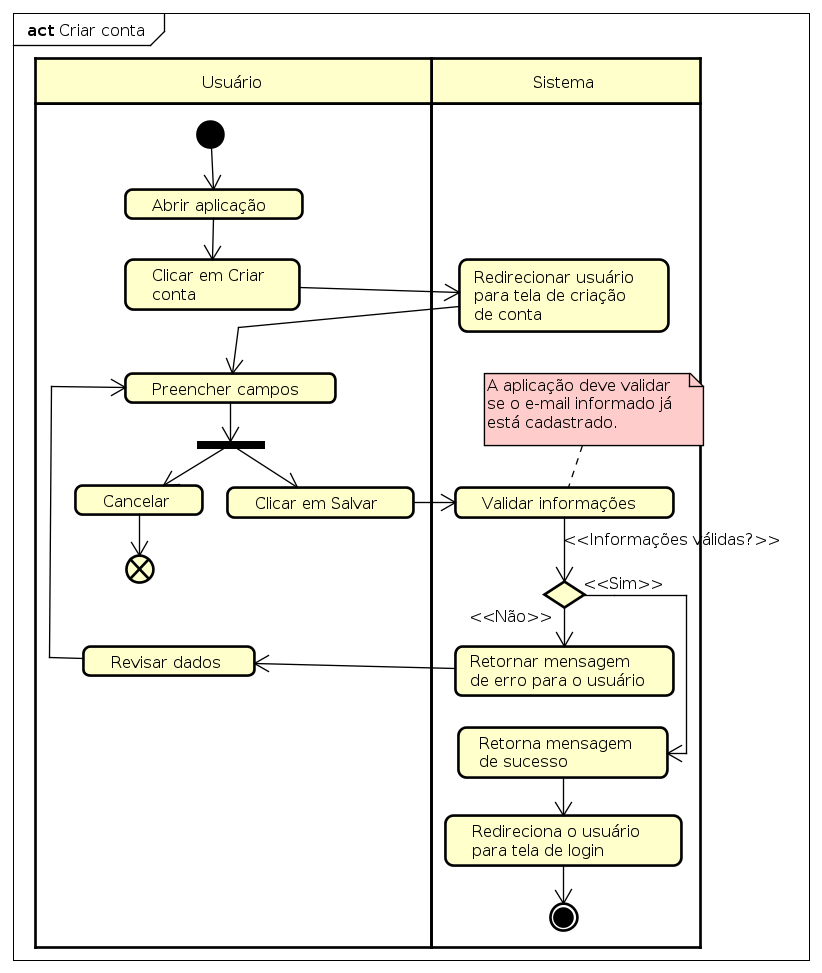 act Criar conta
Usuário
Sistema
Abrir aplicação
Clicar em Criar
conta
Redirecionar usuário
para tela de criação
de conta
Preencher campos
A aplicação deve validar
se o e-mail informado já
está cadastrado.
Cancelar
Clicar em Salvar
Validar informações
<<Informações válidas?>>
<<Sim>>
<<Não>>
Revisar dados
Retornar mensagem
de erro para o usuário
Retorna mensagem
de sucesso
Redireciona o usuário
para tela de login